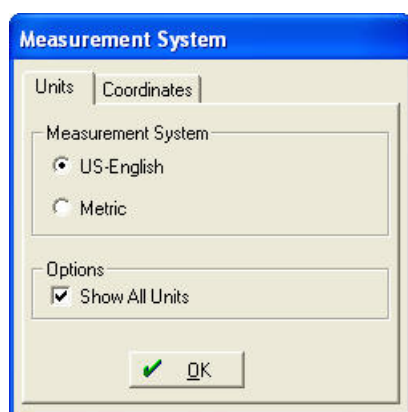 Measurement System
Units Coordinates
Measurement System
US-English
Metric
Options
Show All Units
OK